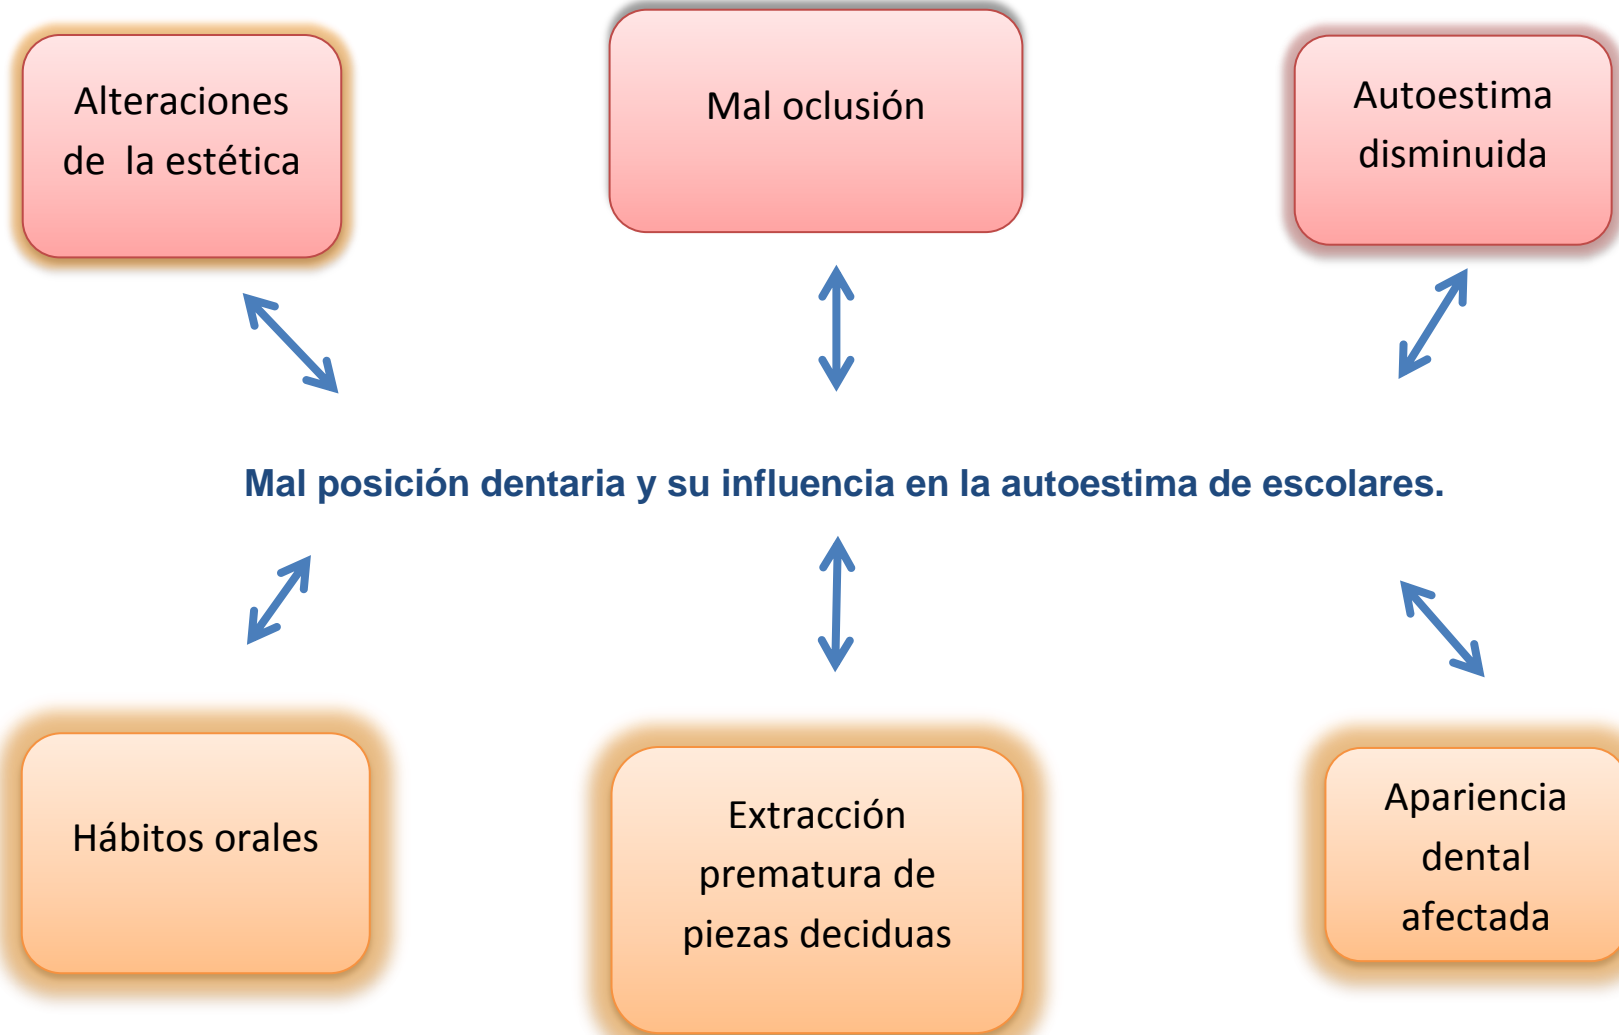 Alteraciones
de la estética
Mal oclusión
Autoestima
disminuida
Mal posición dentaria y su influencia en la autoestima de escolares.
Hábitos orales
Extracción
prematura de
piezas deciduas
Apariencia
dental
afectada